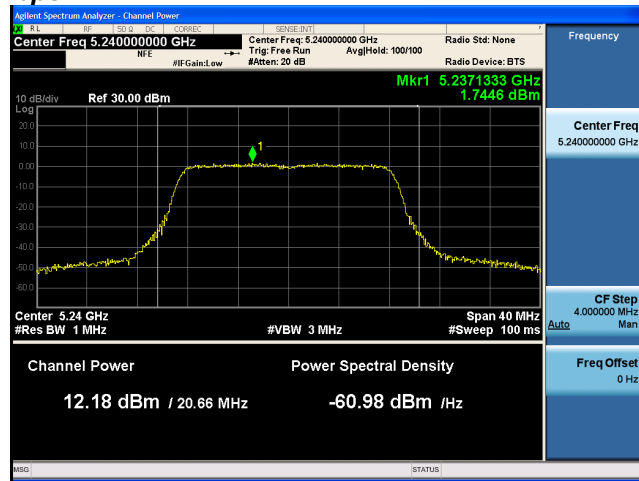 Agilent Spectrum Analyzer - Channel Power
RL RF 50 Ω DC CORREC SENSE:INT
Center Freq 5.240000000 GHz
NFE
#IFGain:Low
Center Freq: 5.240000000 GHz
Trig: Free Run Avg|Hold: 100/100
#Atten: 20 dB
Radio Std: None
Radio Device: BTS
Frequency
Mkr1 5.2371333 GHz
1.7446 dBm
10 dB/div Ref 30.00 dBm
Log
20.0
10.0
0.00
-10.0
-20.0
-30.0
-40.0
-50.0
-60.0
1
Center Freq
5.240000000 GHz
Center 5.24 GHz Span 40 MHz
#Res BW 1 MHz #VBW 3 MHz #Sweep 100 ms
CF Step
4.000000 MHz
Auto Man
Channel Power Power Spectral Density
12.18 dBm / 20.66 MHz -60.98 dBm /Hz
Freq Offset
0 Hz
MSG STATUS